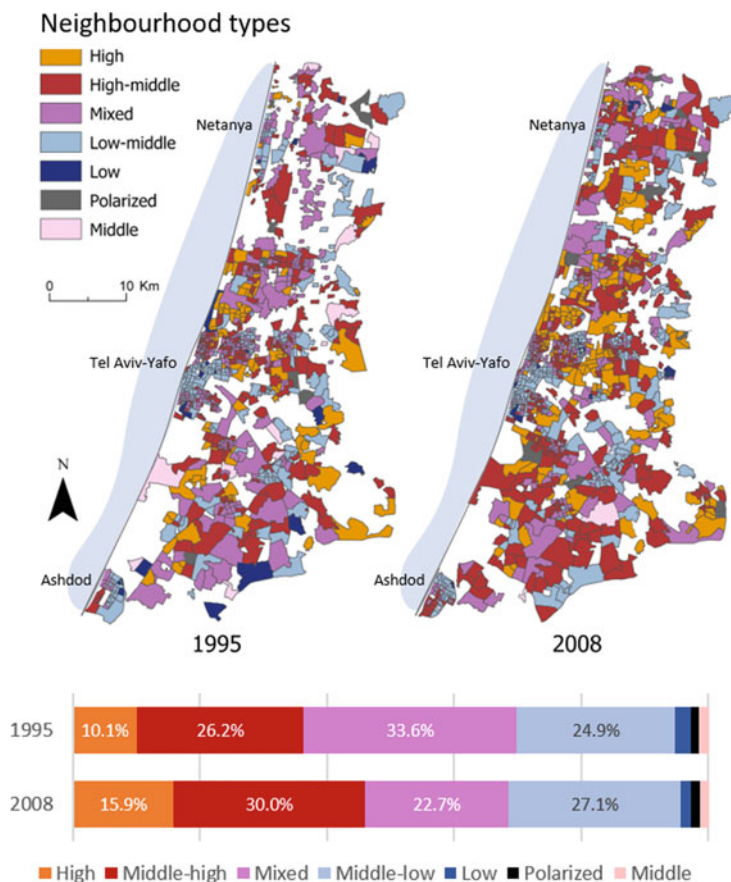 Neighbourhood types
High
High-middle
Mixed
Low-middle
Low
Polarized
Middle
0 10 Km
N
Netanya
Tel Aviv-Yafo
Ashdod
1995
Netanya
Tel Aviv-Yafo
Ashdod
2008
1995 10.1% 26.2% 33.6% 24.9%
2008 15.9% 30.0% 22.7% 27.1%
High Middle-high Mixed Middle-low Low Polarized Middle